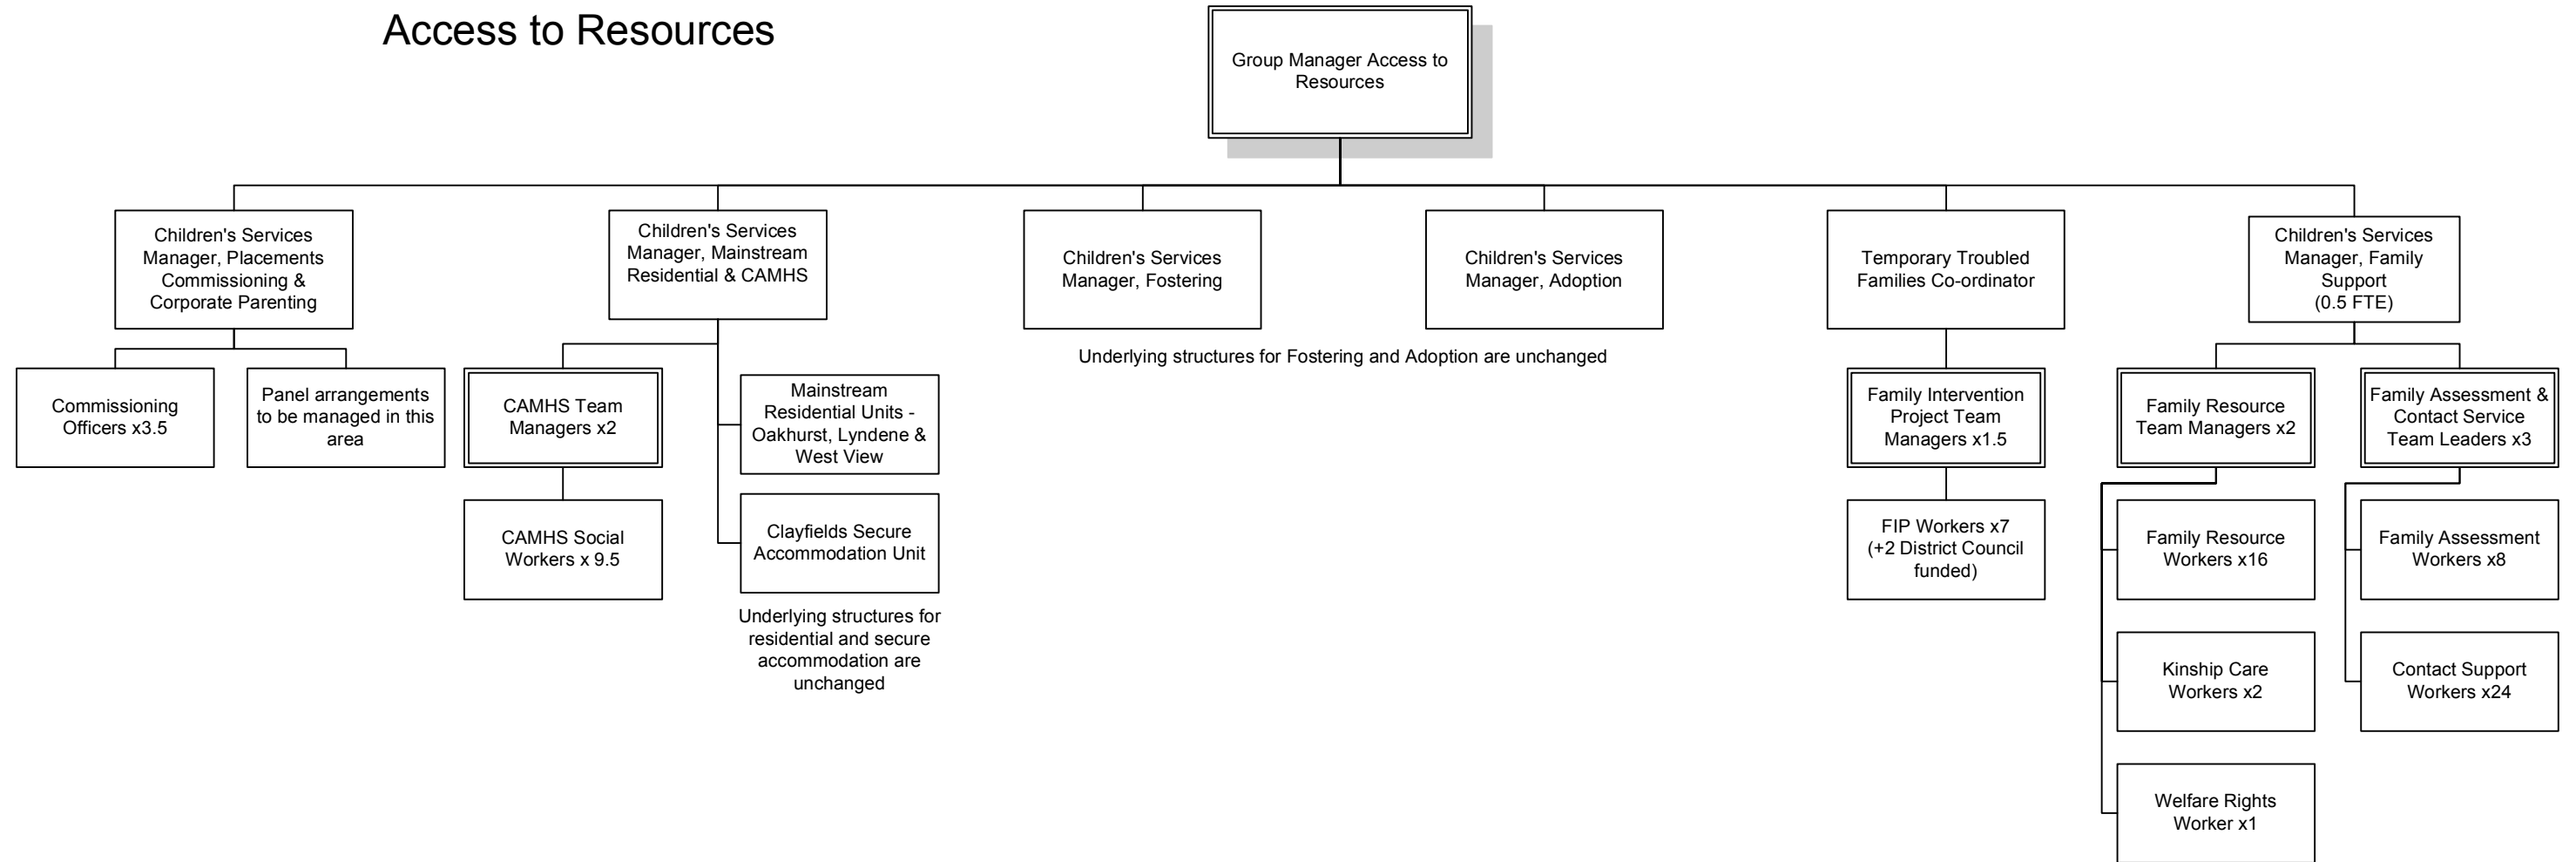 Access to Resources
Group Manager Access to
Resources
Children's Services
Manager, Placements
Commissioning &
Corporate Parenting
Children's Services
Manager, Mainstream
Residential & CAMHS
Children's Services
Manager, Fostering
Children's Services
Manager, Adoption
Temporary Troubled
Families Co-ordinator
Children's Services
Manager, Family
Support
(0.5 FTE)
Underlying structures for Fostering and Adoption are unchanged
Commissioning
Officers x3.5
Panel arrangements
to be managed in this
area
CAMHS Team
Managers x2
Mainstream
Residential Units -
Oakhurst, Lyndene &
West View
Family Intervention
Project Team
Managers x1.5
Family Resource
Team Managers x2
Family Assessment &
Contact Service
Team Leaders x3
CAMHS Social
Workers x 9.5
Clayfields Secure
Accommodation Unit
FIP Workers x7
(+2 District Council
funded)
Family Resource
Workers x16
Family Assessment
Workers x8
Underlying structures for
residential and secure
accommodation are
unchanged
Kinship Care
Workers x2
Contact Support
Workers x24
Welfare Rights
Worker x1